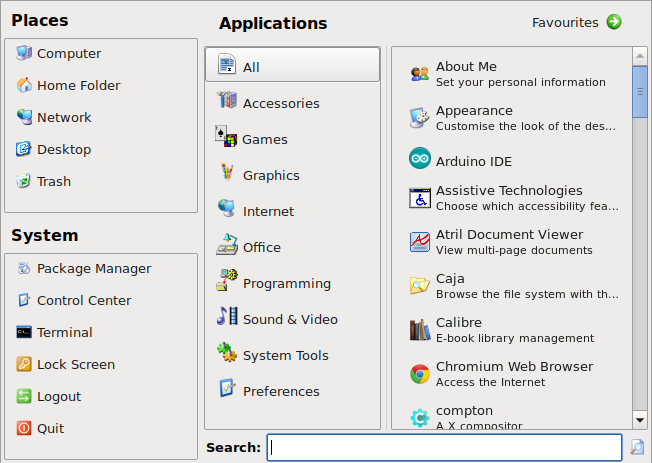 Places
Computer
Home Folder
Network
Desktop
Trash
System
Package Manager
Control Center
Terminal
Lock Screen
Logout
Quit
Applications
Favourites
All
Accessories
Games
Graphics
Internet
Office
Programming
Sound & Video
System Tools
Preferences
About Me
Set your personal information
Appearance
Customise the look of the des...
Arduino IDE
Assistive Technologies
Choose which accessibility fea...
Atril Document Viewer
View multi-page documents
Caja
Browse the file system with th...
Calibre
E-book library management
Chromium Web Browser
Access the Internet
compton
A X compositor
Search: